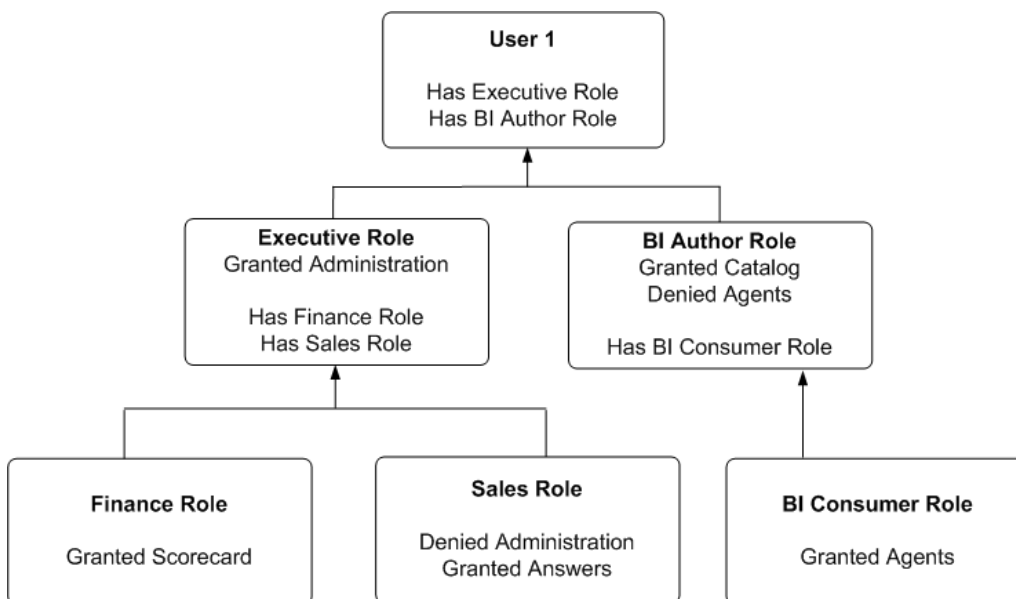 User 1
Has Executive Role
Has BI Author Role
Executive Role
Granted Administration
Has Finance Role
Has Sales Role
BI Author Role
Granted Catalog
Denied Agents
Has BI Consumer Role
Finance Role
Granted Scorecard
Sales Role
Denied Administration
Granted Answers
BI Consumer Role
Granted Agents